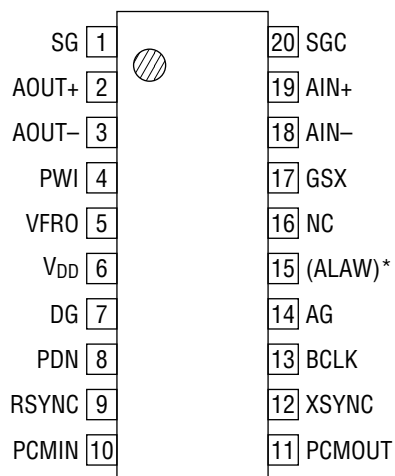 SG 1 20 SGC
AOUT+ 2 19 AIN+
AOUT– 3 18 AIN–
PWI 4 17 GSX
VFRO 5 16 NC
VDD 6 15 (ALAW)*
DG 7 14 AG
PDN 8 13 BCLK
RSYNC 9 12 XSYNC
PCMIN 10 11 PCMOUT